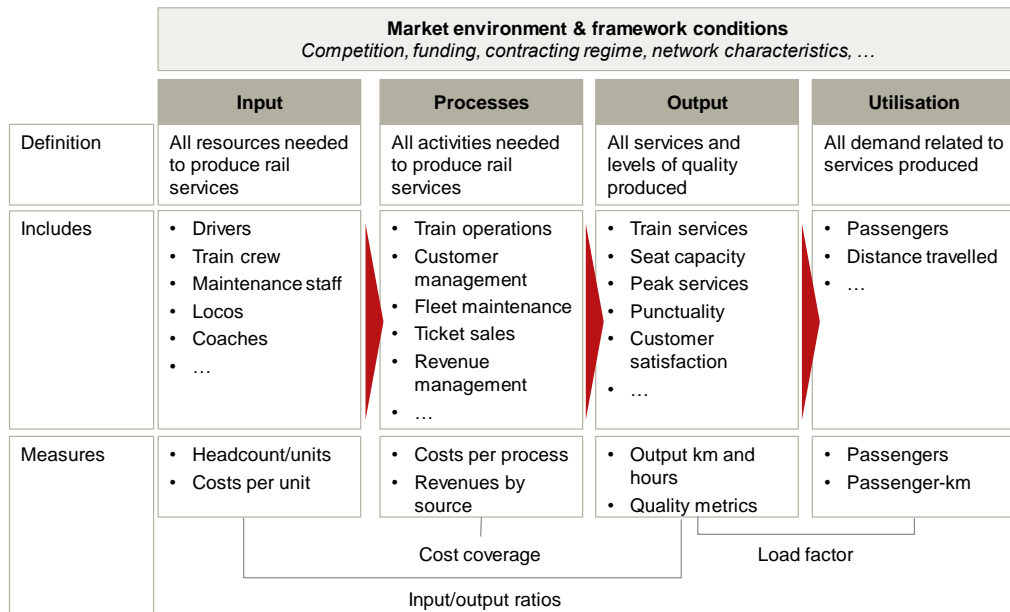 Market environment & framework conditions
Competition, funding, contracting regime, network characteristics, …
Input
Processes
Output
Utilisation
Definition
All resources needed
to produce rail
services
All activities needed
to produce rail
services
All services and
levels of quality
produced
All demand related to
services produced
Includes
• Drivers
• Train crew
• Maintenance staff
• Locos
• Coaches
• …
• Train operations
• Customer
management
• Fleet maintenance
• Ticket sales
• Revenue
management
• …
• Train services
• Seat capacity
• Peak services
• Punctuality
• Customer
satisfaction
• …
• Passengers
• Distance travelled
• …
Measures
• Headcount/units
• Costs per unit
• Costs per process
• Revenues by
source
• Output km and
hours
• Quality metrics
• Passengers
• Passenger-km
Cost coverage
Load factor
Input/output ratios